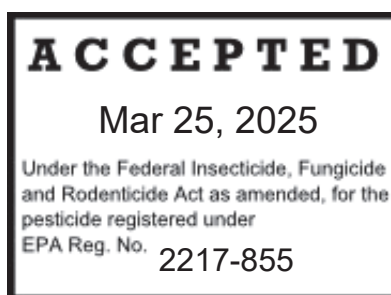 ACCEPTED
Mar 25, 2025
Under the Federal Insecticide, Fungicide
and Rodenticide Act as amended, for the
pesticide registered under
EPA Reg. No. 2217-855